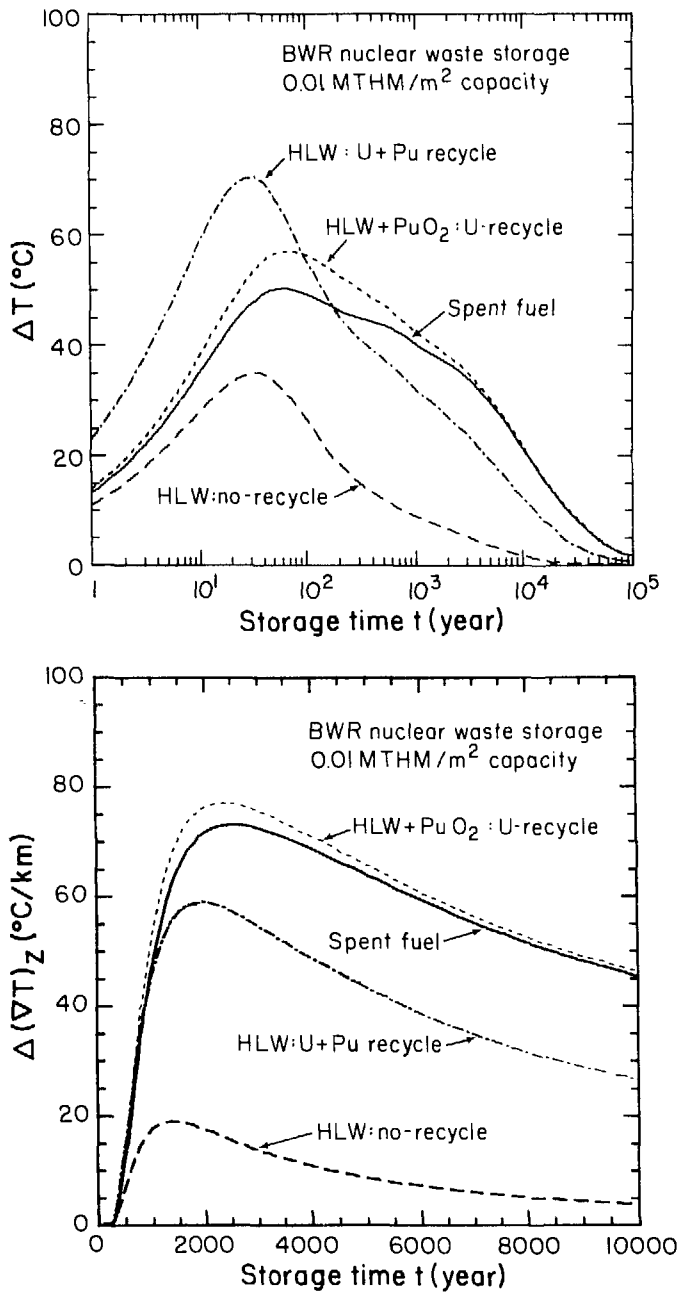 100
80
60
40
20
0
ΔT (°C)
BWR nuclear waste storage
0.01 MTHM/m² capacity
HLW : U+Pu recycle
HLW+PuO₂ : U-recycle
Spent fuel
HLW:no-recycle
1 10¹ 10² 10³ 10⁴ 10⁵
Storage time t (year)
100
80
60
40
20
0
Δ(∇T)z (°C/km)
BWR nuclear waste storage
0.01 MTHM/m² capacity
HLW+PuO₂ : U-recycle
Spent fuel
HLW:U+Pu recycle
HLW:no-recycle
0 2000 4000 6000 8000 10000
Storage time t (year)